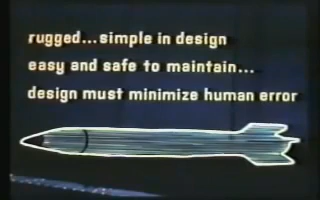 rugged...simple in design
easy and safe to maintain...
design must minimize human error